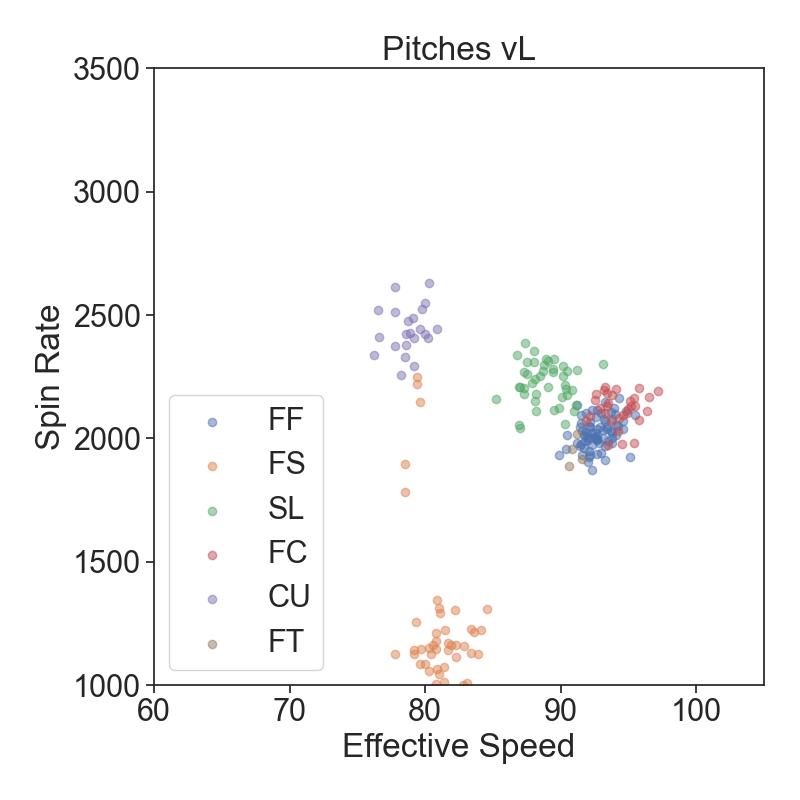 Pitches vL
3500
3000
2500
2000
1500
1000
Spin Rate
FF
FS
SL
FC
CU
FT
60 70 80 90 100
Effective Speed